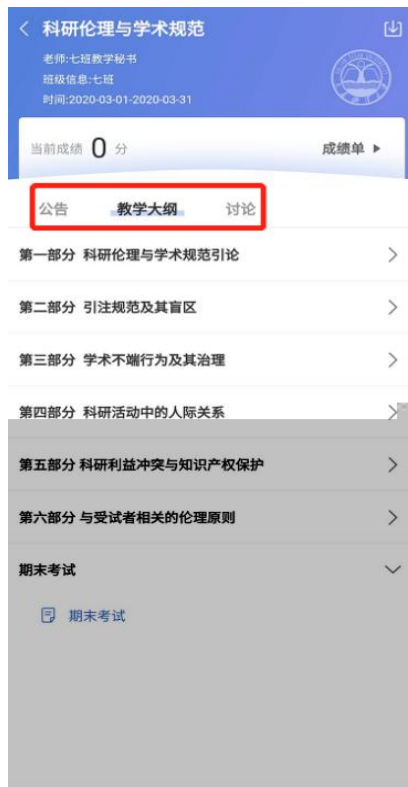 科研伦理与学术规范
老师:七班教学秘书
班级信息:七班
时间:2020-03-01-2020-03-31
当前成绩 0 分 成绩单
公告 教学大纲 讨论
第一部分 科研伦理与学术规范引论
第二部分 引注规范及其盲区
第三部分 学术不端行为及其治理
第四部分 科研活动中的人际关系
第五部分 科研利益冲突与知识产权保护
第六部分 与受试者相关的伦理原则
期末考试
期末考试